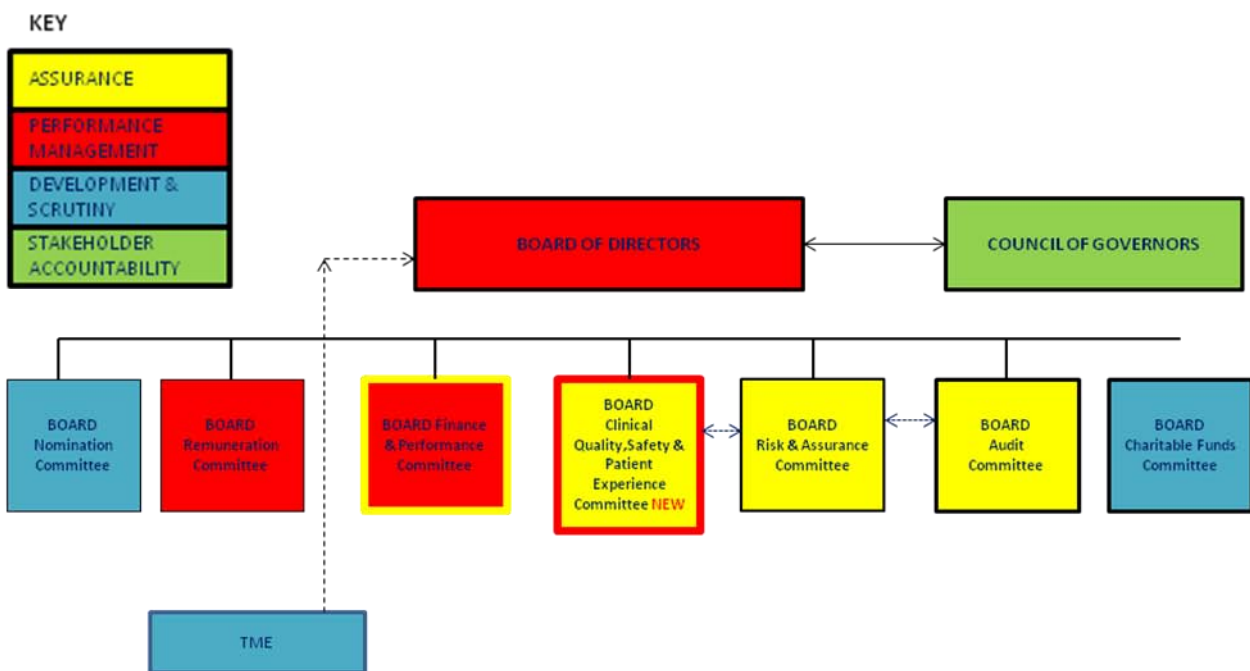 KEY
ASSURANCE
PERFORMANCE
MANAGEMENT
DEVELOPMENT &
SCRUTINY
STAKEHOLDER
ACCOUNTABILITY
BOARD OF DIRECTORS
COUNCIL OF GOVERNORS
BOARD
Nomination
Committee
BOARD
Remuneration
Committee
BOARD Finance
& Performance
Committee
BOARD
Clinical
Quality,Safety &
Patient
Experience
Committee NEW
BOARD
Risk & Assurance
Committee
BOARD
Audit
Committee
BOARD
Charitable Funds
Committee
TME